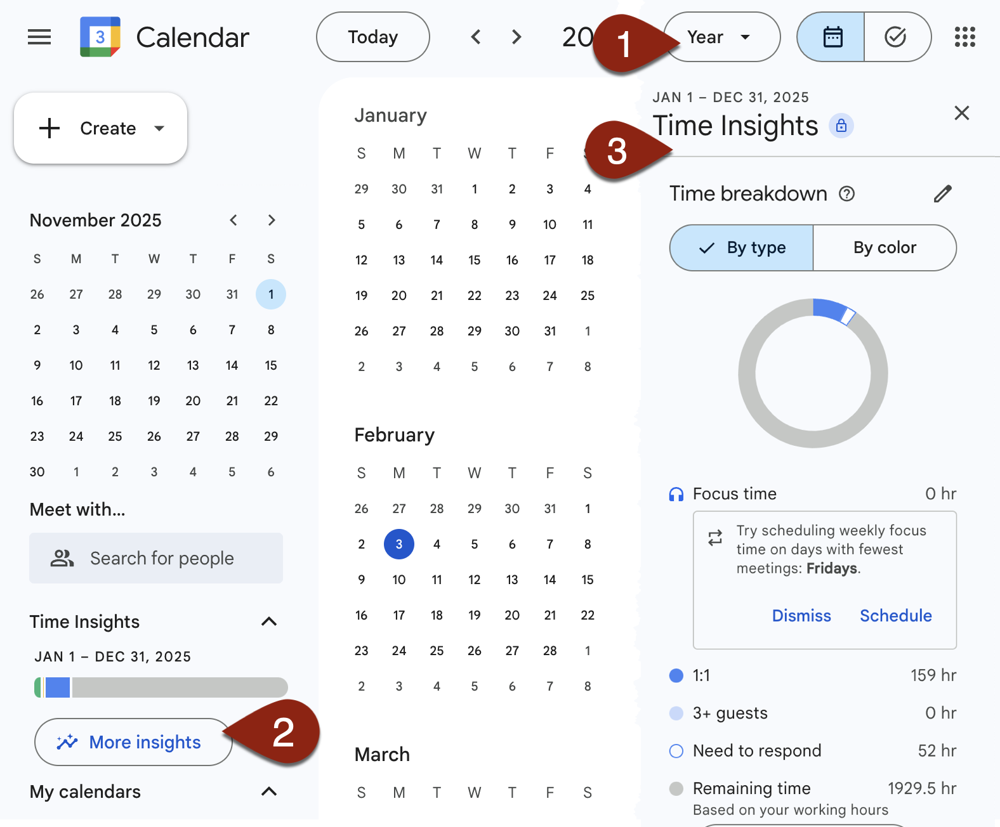 3
Calendar
Today
20
1
Year
Create
November 2025
S M T W T F S
26 27 28 29 30 31 1
2 3 4 5 6 7 8
9 10 11 12 13 14 15
16 17 18 19 20 21 22
23 24 25 26 27 28 29
30 1 2 3 4 5 6
Meet with...
Search for people
Time Insights
JAN 1 – DEC 31, 2025
More insights
2
My calendars
January
S M T W T F S
29 30 31 1 2 3 4
5 6 7 8 9 10 11
12 13 14 15 16 17 18
19 20 21 22 23 24 25
26 27 28 29 30 31 1
2 3 4 5 6 7 8
February
S M T W T F S
26 27 28 29 30 31 1
2 3 4 5 6 7 8
9 10 11 12 13 14 15
16 17 18 19 20 21 22
23 24 25 26 27 28 1
2 3 4 5 6 7 8
March
S M T W T F S
JAN 1 – DEC 31, 2025
Time Insights
3
Time breakdown
By type By color
Focus time 0 hr
Try scheduling weekly focus
time on days with fewest
meetings: Fridays.
Dismiss Schedule
1:1 159 hr
3+ guests 0 hr
Need to respond 52 hr
Remaining time 1929.5 hr
Based on your working hours